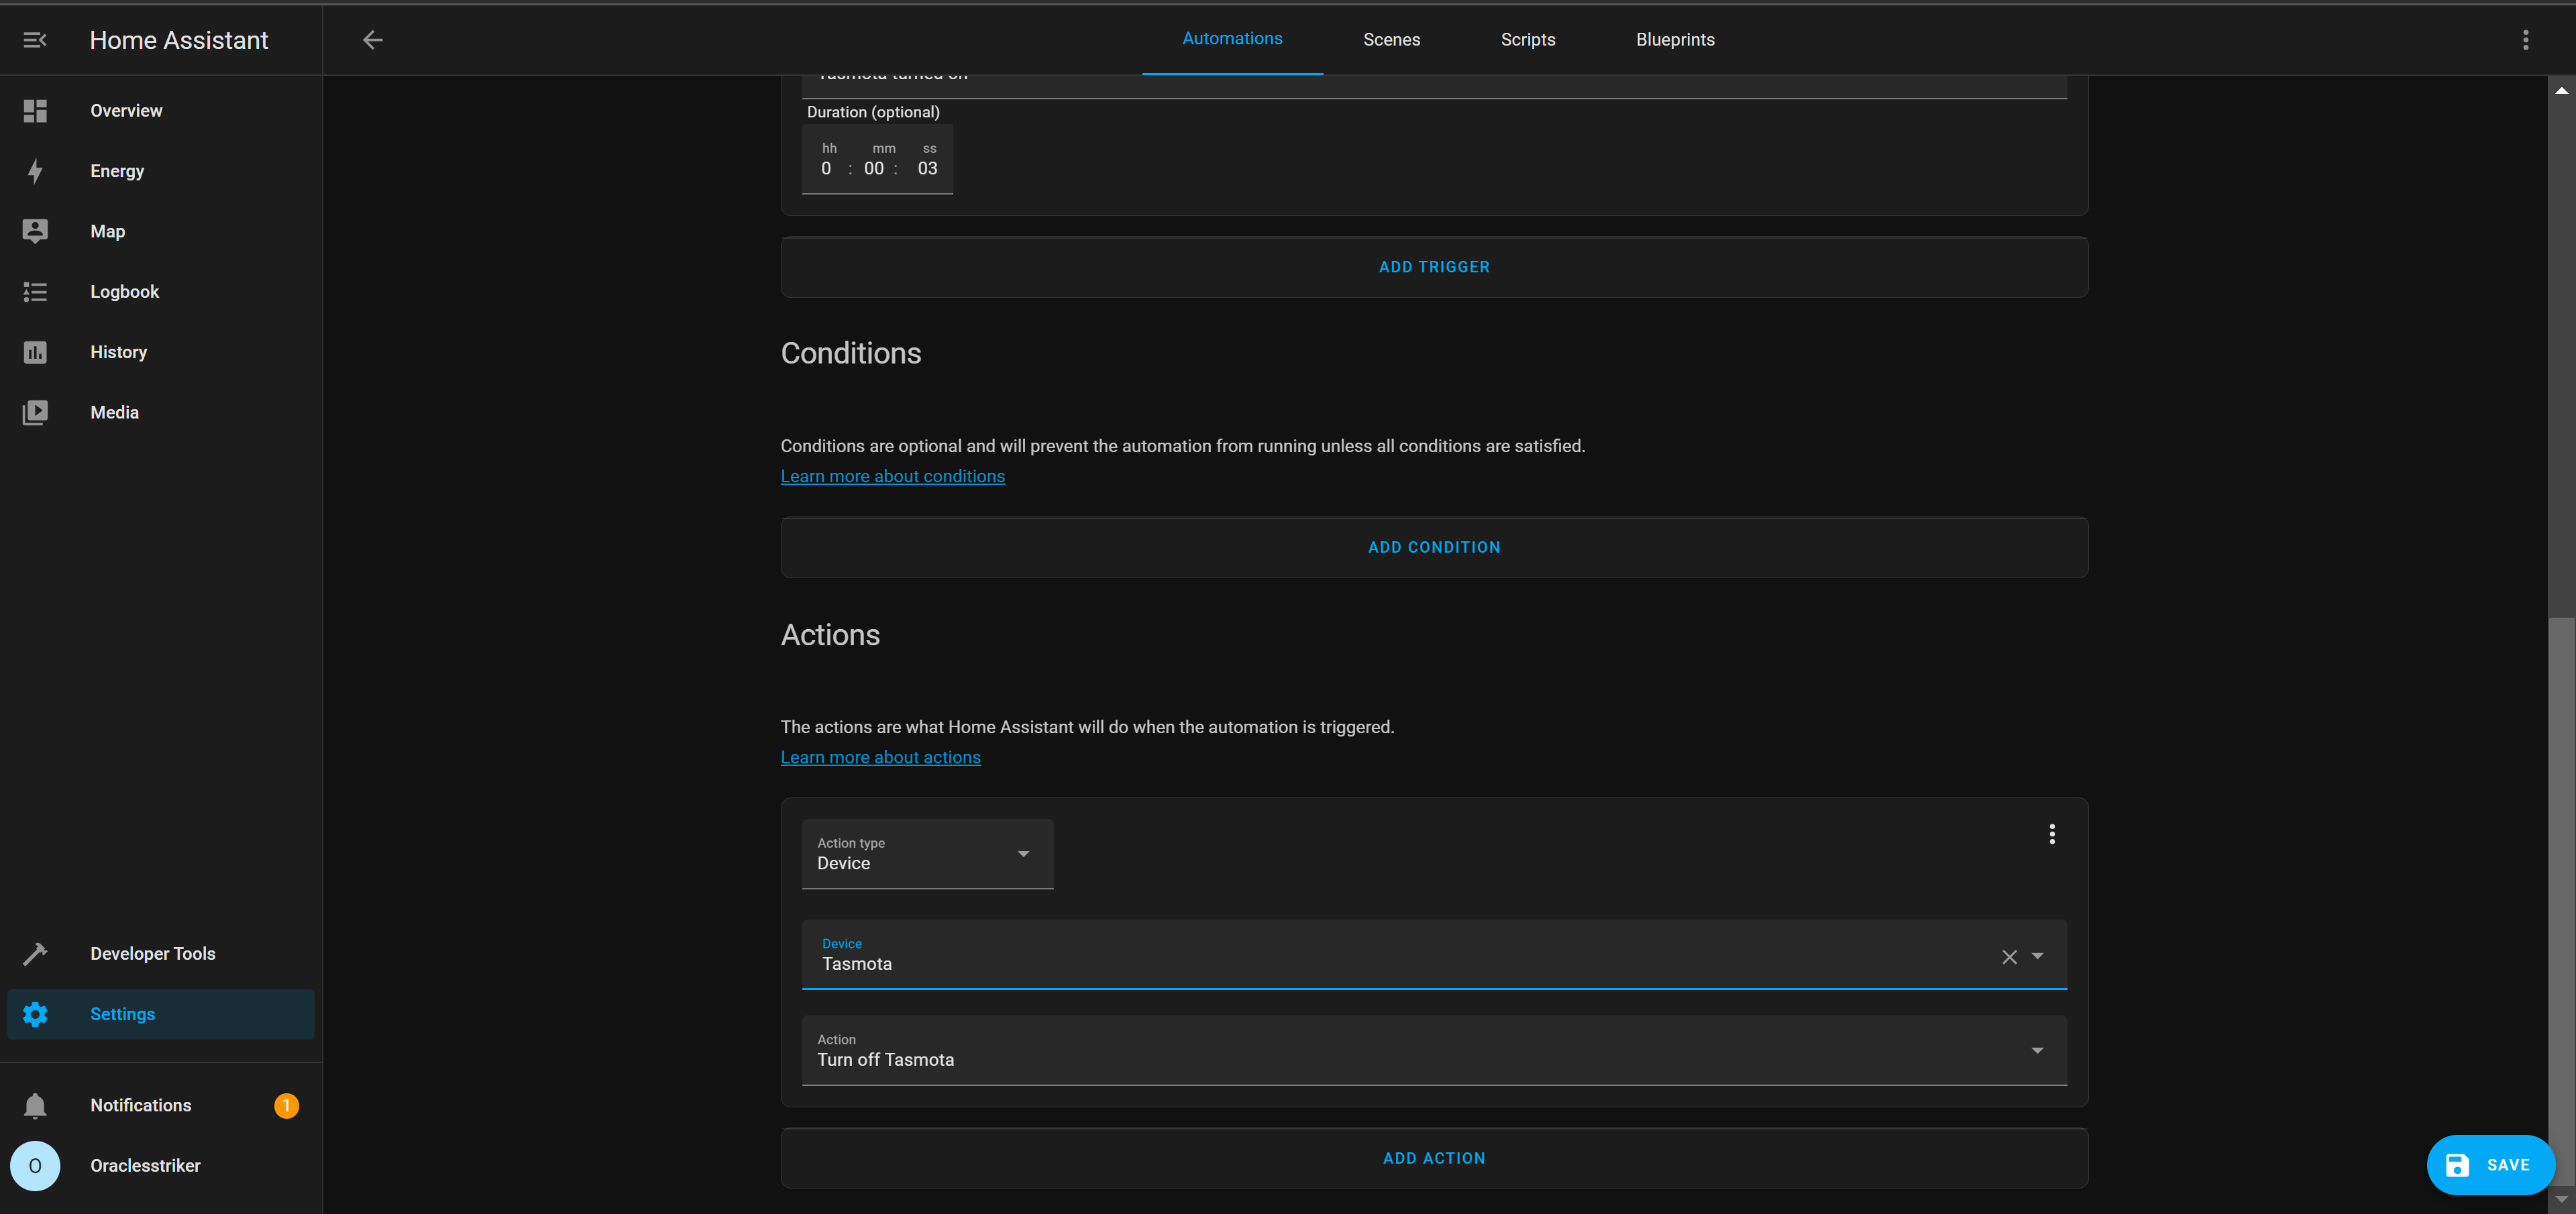 Home Assistant
Automations
Scenes
Scripts
Blueprints
Overview
Energy
Map
Logbook
History
Media
Developer Tools
Settings
Notifications
1
O
Oraclesstriker
Tasmota turned on
Duration (optional)
hh mm ss
0 : 00 : 03
ADD TRIGGER
Conditions
Conditions are optional and will prevent the automation from running unless all conditions are satisfied.
Learn more about conditions
ADD CONDITION
Actions
The actions are what Home Assistant will do when the automation is triggered.
Learn more about actions
Action type
Device
Device
Tasmota
Action
Turn off Tasmota
ADD ACTION
SAVE